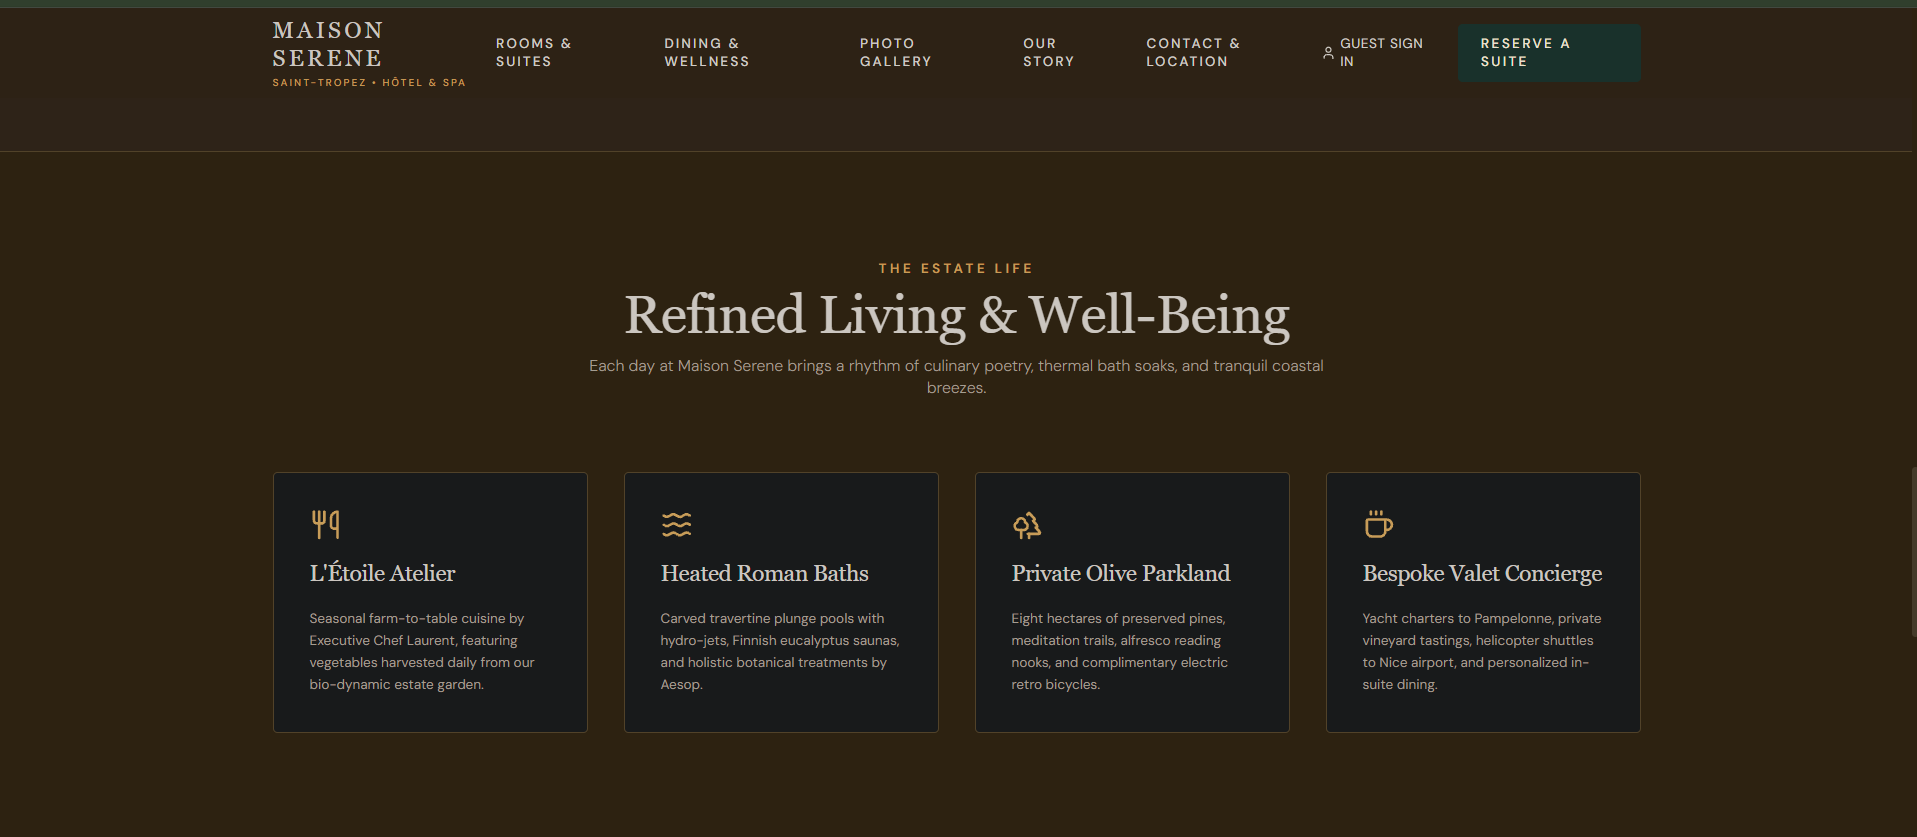 MAISON
SERENE
SAINT-TROPEZ • HÔTEL & SPA
ROOMS &
SUITES
DINING &
WELLNESS
PHOTO
GALLERY
OUR
STORY
CONTACT &
LOCATION
GUEST SIGN
IN
RESERVE A
SUITE
THE ESTATE LIFE
Refined Living & Well-Being
Each day at Maison Serene brings a rhythm of culinary poetry, thermal bath soaks, and tranquil coastal
breezes.
L'Étoile Atelier
Seasonal farm-to-table cuisine by
Executive Chef Laurent, featuring
vegetables harvested daily from our
bio-dynamic estate garden.
Heated Roman Baths
Carved travertine plunge pools with
hydro-jets, Finnish eucalyptus saunas,
and holistic botanical treatments by
Aesop.
Private Olive Parkland
Eight hectares of preserved pines,
meditation trails, alfresco reading
nooks, and complimentary electric
retro bicycles.
Bespoke Valet Concierge
Yacht charters to Pampelonne, private
vineyard tastings, helicopter shuttles
to Nice airport, and personalized in-
suite dining.